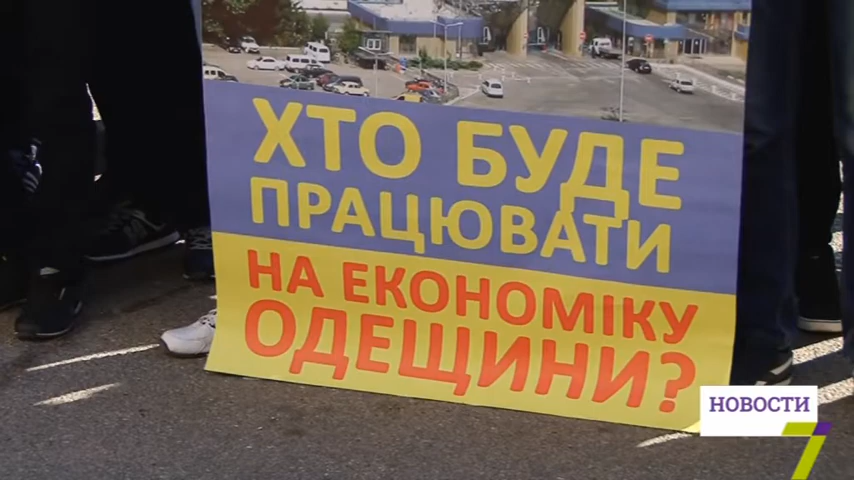 ХТО БУДЕ
ПРАЦЮВАТИ
НА ЕКОНОМІКУ
ОДЕЩИНИ?
НОВОСТИ
7